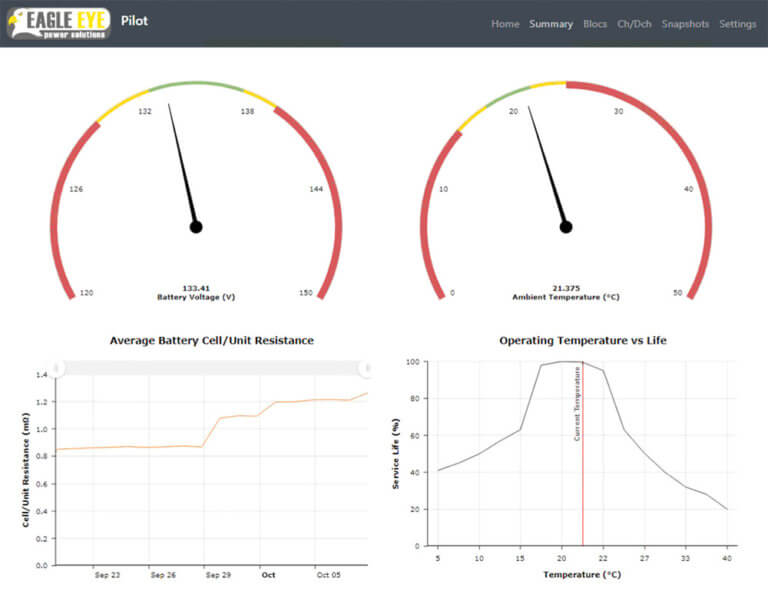 EAGLE EYE
power solutions
Pilot
Home Summary Blocs Ch/Dch Snapshots Settings
132 138
126 144
120 150
133.41
Battery Voltage (V)
20 30
10 40
0 50
21.375
Ambient Temperature (°C)
Average Battery Cell/Unit Resistance
Cell/Unit Resistance (mΩ)
1.4
1.2
1.0
0.8
0.6
0.4
0.2
0.0
Sep 23 Sep 26 Sep 29 Oct Oct 05
Operating Temperature vs Life
Service Life (%)
100
80
60
40
20
0
Current Temperature
5 10 15 22 22 27 33 40
Temperature (°C)